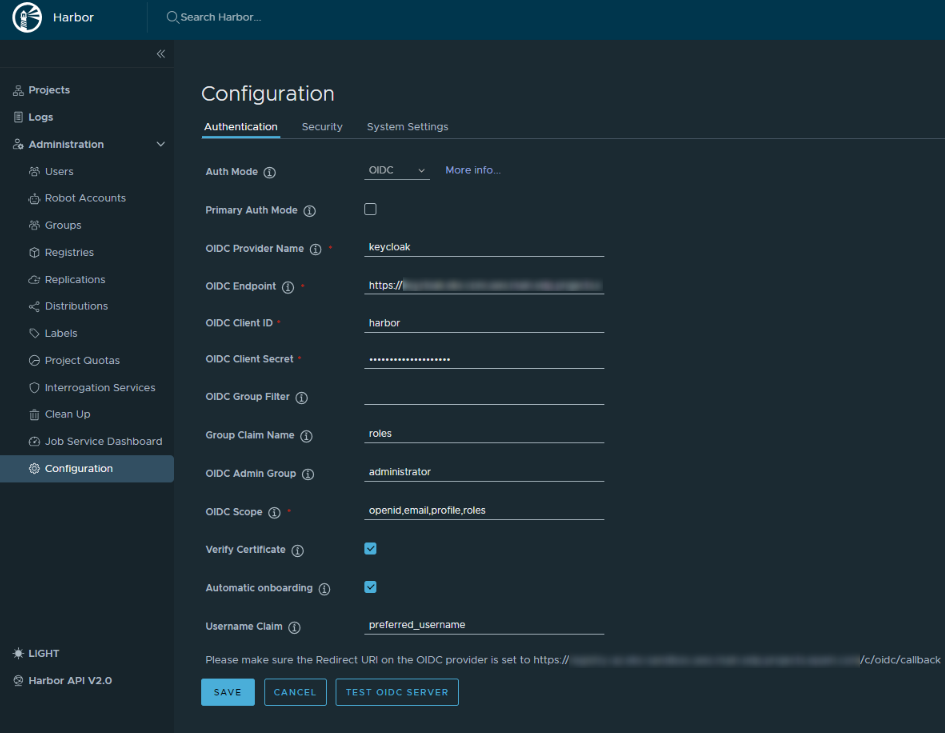 Harbor
Search Harbor...
Projects
Logs
Administration
Users
Robot Accounts
Groups
Registries
Replications
Distributions
Labels
Project Quotas
Interrogation Services
Clean Up
Job Service Dashboard
Configuration
LIGHT
Harbor API V2.0
Configuration
Authentication Security System Settings
Auth Mode OIDC More info...
Primary Auth Mode
OIDC Provider Name * keycloak
OIDC Endpoint * https://
OIDC Client ID * harbor
OIDC Client Secret * ••••••••••••••••••••
OIDC Group Filter
Group Claim Name roles
OIDC Admin Group administrator
OIDC Scope * openid,email,profile,roles
Verify Certificate
Automatic onboarding
Username Claim preferred_username
Please make sure the Redirect URI on the OIDC provider is set to https:// /c/oidc/callback
SAVE CANCEL TEST OIDC SERVER